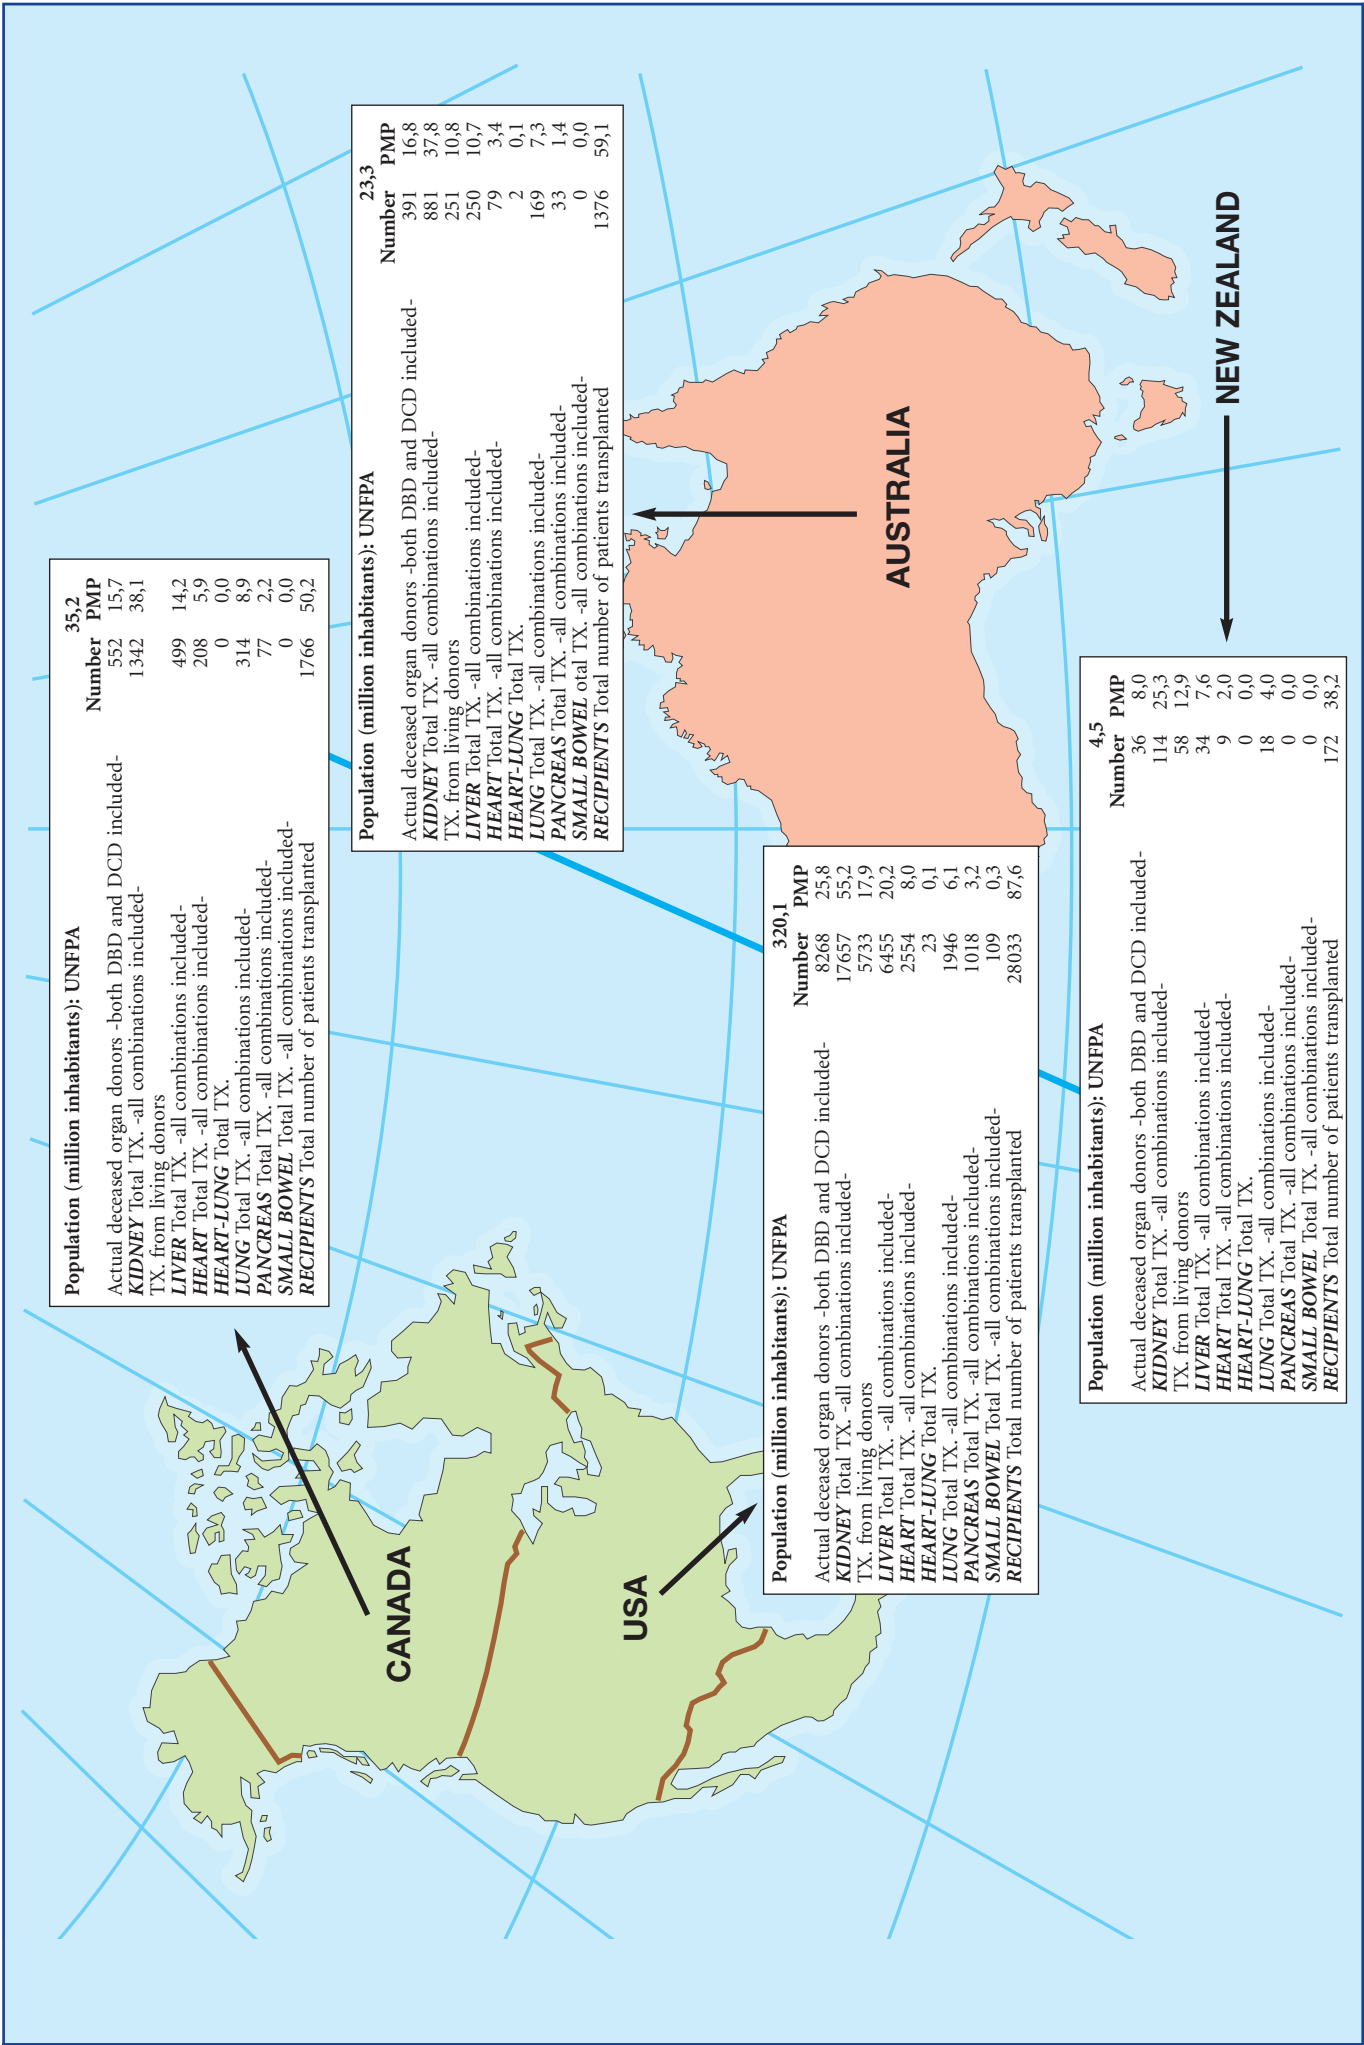 Population (million inhabitants): UNFPA 35,2
Number PMP
Actual deceased organ donors -both DBD and DCD included- 552 15,7
KIDNEY Total TX. -all combinations included- 1342 38,1
TX. from living donors
LIVER Total TX. -all combinations included- 499 14,2
HEART Total TX. -all combinations included- 208 5,9
HEART-LUNG Total TX. 0 0,0
LUNG Total TX. -all combinations included- 314 8,9
PANCREAS Total TX. -all combinations included- 77 2,2
SMALL BOWEL Total TX. -all combinations included- 0 0,0
RECIPIENTS Total number of patients transplanted 1766 50,2
Population (million inhabitants): UNFPA 23,3
Number PMP
Actual deceased organ donors -both DBD and DCD included- 391 16,8
KIDNEY Total TX. -all combinations included- 881 37,8
TX. from living donors 251 10,8
LIVER Total TX. -all combinations included- 250 10,7
HEART Total TX. -all combinations included- 79 3,4
HEART-LUNG Total TX. 2 0,1
LUNG Total TX. -all combinations included- 169 7,3
PANCREAS Total TX. -all combinations included- 33 1,4
SMALL BOWEL otal TX. -all combinations included- 0 0,0
RECIPIENTS Total number of patients transplanted 1376 59,1
CANADA
USA
AUSTRALIA
Population (million inhabitants): UNFPA 320,1
Number PMP
Actual deceased organ donors -both DBD and DCD included- 8268 25,8
KIDNEY Total TX. -all combinations included- 17657 55,2
TX. from living donors 5733 17,9
LIVER Total TX. -all combinations included- 6455 20,2
HEART Total TX. -all combinations included- 2554 8,0
HEART-LUNG Total TX. 23 0,1
LUNG Total TX. -all combinations included- 1946 6,1
PANCREAS Total TX. -all combinations included- 1018 3,2
SMALL BOWEL Total TX. -all combinations included- 109 0,3
RECIPIENTS Total number of patients transplanted 28033 87,6
Population (million inhabitants): UNFPA 4,5
Number PMP
Actual deceased organ donors -both DBD and DCD included- 36 8,0
KIDNEY Total TX. -all combinations included- 114 25,3
TX. from living donors 58 12,9
LIVER Total TX. -all combinations included- 34 7,6
HEART Total TX. -all combinations included- 9 2,0
HEART-LUNG Total TX. 0 0,0
LUNG Total TX. -all combinations included- 18 4,0
PANCREAS Total TX. -all combinations included- 0 0,0
SMALL BOWEL Total TX. -all combinations included- 0 0,0
RECIPIENTS Total number of patients transplanted 172 38,2
NEW ZEALAND